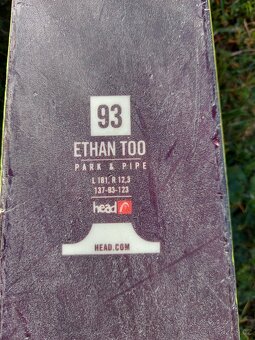 93
ETHAN TOO
PARK & PIPE
L 181, R 12,3
137-93-123
head
HEAD.COM